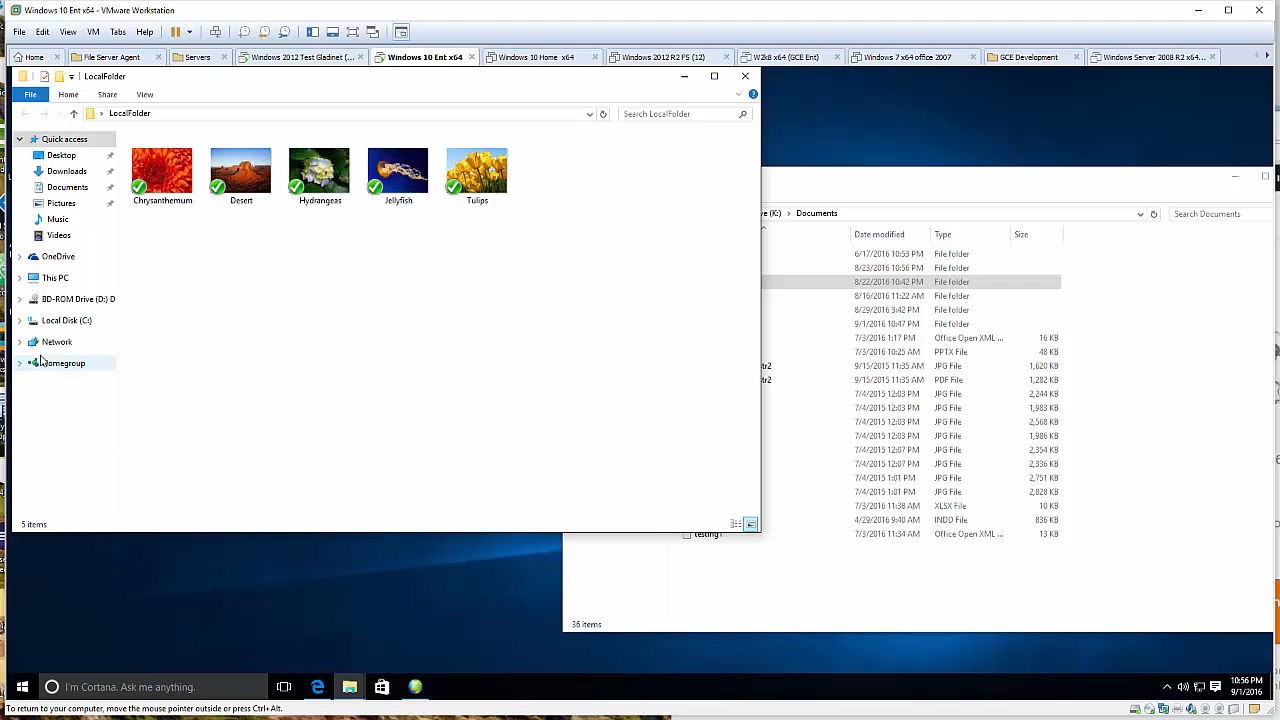 Windows 10 Ent x64 - VMware Workstation
File Edit View VM Tabs Help
Home File Server Agent Servers Windows 2012 Test Gladinet (... Windows 10 Ent x64 Windows 10 Home x64 Windows 2012 R2 FS (12) W2k8 x64 (GCE Ent) Windows 7 x64 office 2007 GCE Development Windows Server 2008 R2 x64...
LocalFolder
File Home Share View
LocalFolder
Search LocalFolder
Quick access
Desktop
Downloads
Documents
Pictures
Music
Videos
OneDrive
This PC
BD-ROM Drive (D:) D
Local Disk (C:)
Network
Homegroup
Chrysanthemum Desert Hydrangeas Jellyfish Tulips
5 items
ve (K:) > Documents
Search Documents
Date modified Type Size
6/17/2016 10:53 PM File folder
8/23/2016 10:56 PM File folder
8/22/2016 10:42 PM File folder
8/16/2016 11:22 AM File folder
8/29/2016 3:42 PM File folder
9/1/2016 10:47 PM File folder
7/3/2016 1:17 PM Office Open XML ... 16 KB
7/3/2016 10:25 AM PPTX File 48 KB
tr2 9/15/2015 11:35 AM JPG File 1,620 KB
tr2 9/15/2015 11:35 AM PDF File 1,282 KB
7/4/2015 12:03 PM JPG File 2,244 KB
7/4/2015 12:03 PM JPG File 1,983 KB
7/4/2015 12:03 PM JPG File 2,568 KB
7/4/2015 12:03 PM JPG File 1,986 KB
7/4/2015 12:07 PM JPG File 2,354 KB
7/4/2015 12:07 PM JPG File 2,336 KB
7/4/2015 1:01 PM JPG File 2,751 KB
7/4/2015 1:01 PM JPG File 2,828 KB
7/3/2016 11:38 AM XLSX File 10 KB
4/29/2016 9:40 AM INDD File 836 KB
testing1 7/3/2016 11:34 AM Office Open XML ... 13 KB
36 items
I'm Cortana. Ask me anything.
10:56 PM
9/1/2016
To return to your computer, move the mouse pointer outside or press Ctrl+Alt.